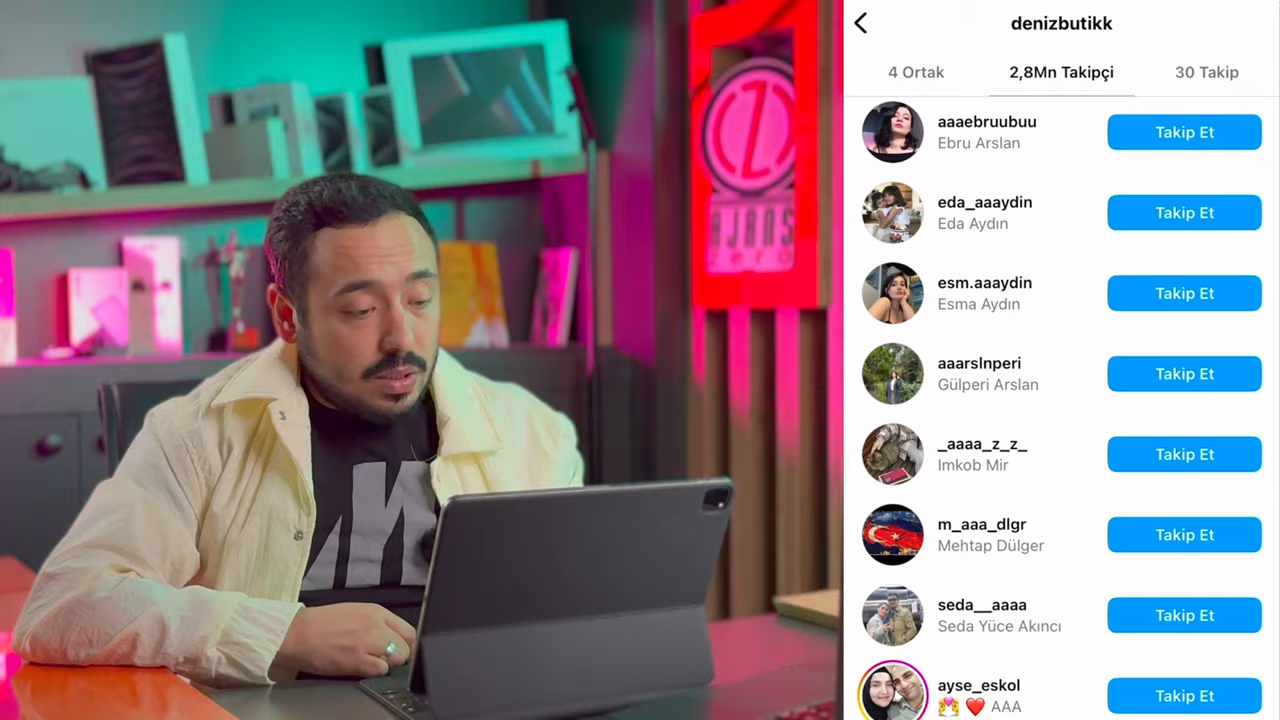 Z
AJANS
zero
denizbutikk
4 Ortak
2,8Mn Takipçi
30 Takip
aaaebruubuu
Ebru Arslan
Takip Et
eda_aaaydin
Eda Aydın
Takip Et
esm.aaaydin
Esma Aydın
Takip Et
aaarslnperi
Gülperi Arslan
Takip Et
_aaaa_z_z_
Imkob Mir
Takip Et
m_aaa_dlgr
Mehtap Dülger
Takip Et
seda__aaaa
Seda Yüce Akıncı
Takip Et
ayse_eskol
👩‍❤️‍👨 ❤️ AAA
Takip Et